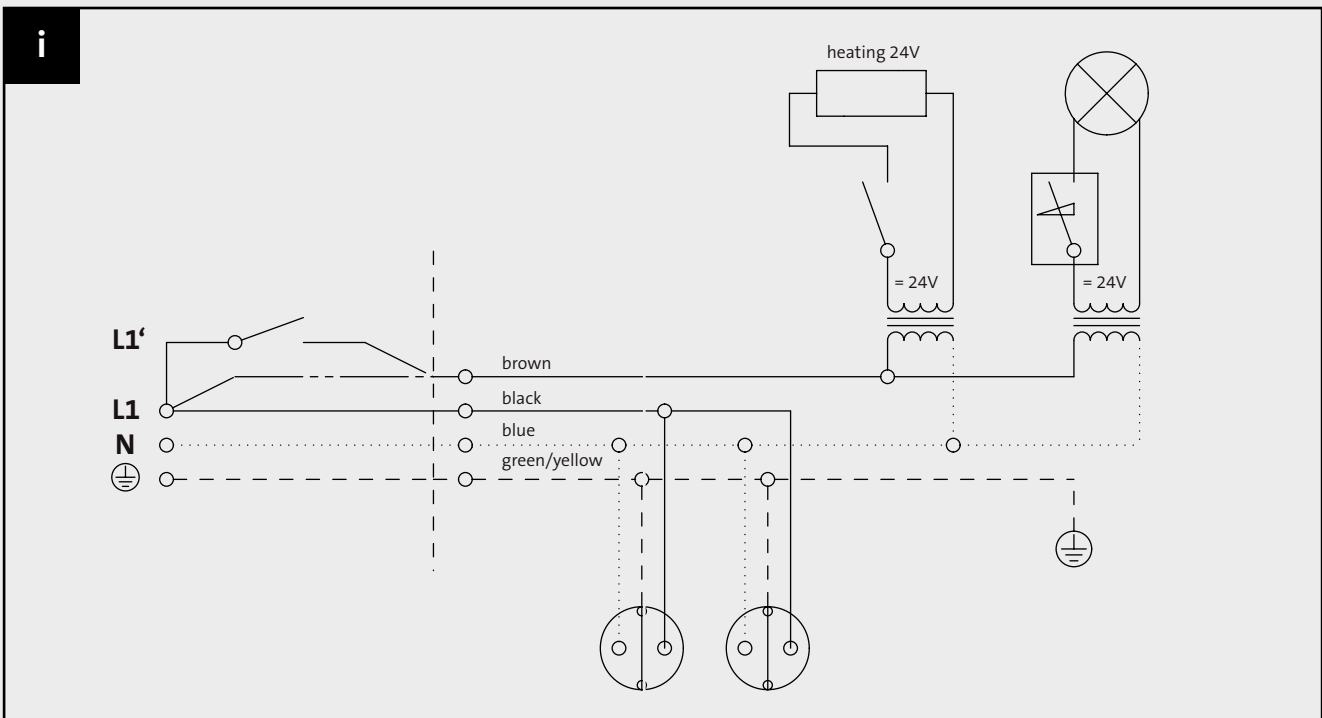 i
heating 24V
= 24V
= 24V
L1‘
brown
L1
black
N
blue
green/yellow